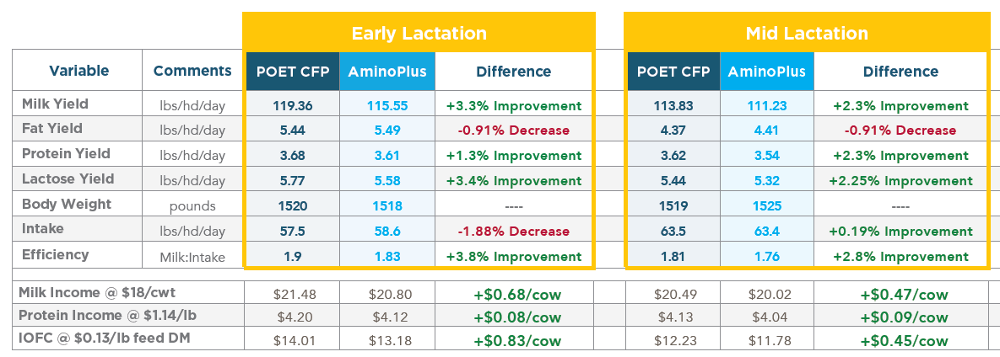 Early Lactation Mid Lactation
Variable Comments POET CFP AminoPlus Difference POET CFP AminoPlus Difference
Milk Yield lbs/hd/day 119.36 115.55 +3.3% Improvement 113.83 111.23 +2.3% Improvement
Fat Yield lbs/hd/day 5.44 5.49 -0.91% Decrease 4.37 4.41 -0.91% Decrease
Protein Yield lbs/hd/day 3.68 3.61 +1.3% Improvement 3.62 3.54 +2.3% Improvement
Lactose Yield lbs/hd/day 5.77 5.58 +3.4% Improvement 5.44 5.32 +2.25% Improvement
Body Weight pounds 1520 1518 ---- 1519 1525 ----
Intake lbs/hd/day 57.5 58.6 -1.88% Decrease 63.5 63.4 +0.19% Improvement
Efficiency Milk:Intake 1.9 1.83 +3.8% Improvement 1.81 1.76 +2.8% Improvement
Milk Income @ $18/cwt $21.48 $20.80 +$0.68/cow $20.49 $20.02 +$0.47/cow
Protein Income @ $1.14/lb $4.20 $4.12 +$0.08/cow $4.13 $4.04 +$0.09/cow
IOFC @ $0.13/lb feed DM $14.01 $13.18 +$0.83/cow $12.23 $11.78 +$0.45/cow